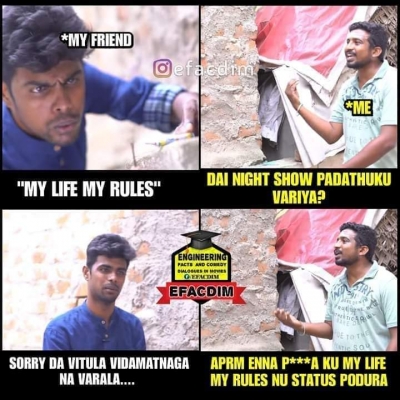 *MY FRIEND
efacdim
*ME
"MY LIFE MY RULES"
DAI NIGHT SHOW PADATHUKU
VARIYA?
ENGINEERING
FACTS AND COMEDY
DIALOGUES IN MOVIES
/EFACDIM
EFACDIM
SORRY DA VITULA VIDAMATNAGA
NA VARALA....
APRM ENNA P***A KU MY LIFE
MY RULES NU STATUS PODURA